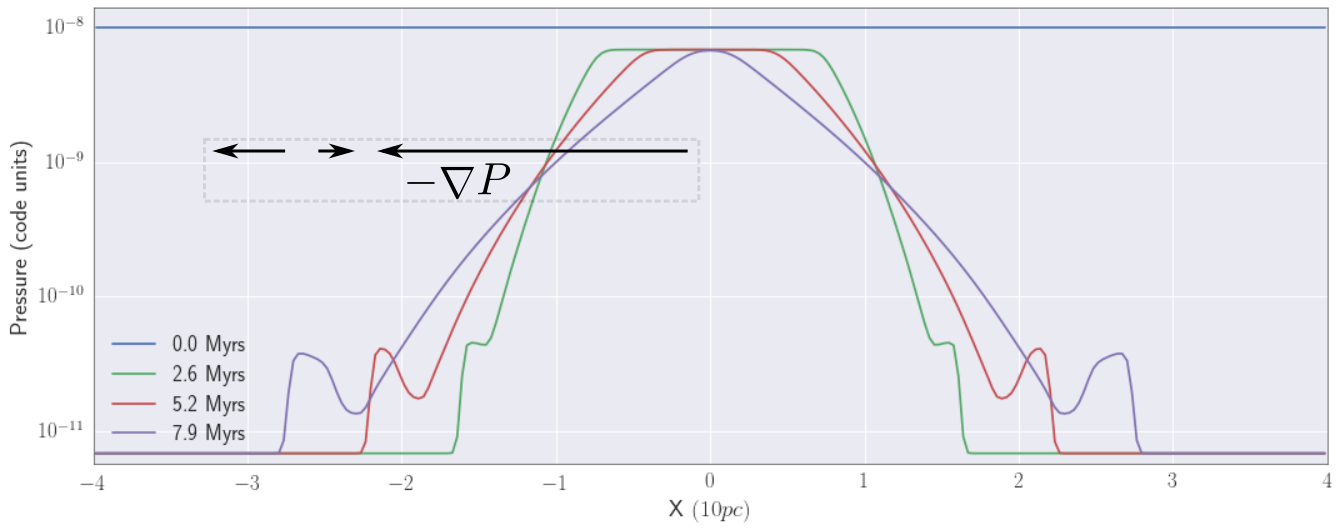 10⁻⁸
10⁻⁹
10⁻¹⁰
10⁻¹¹
Pressure (code units)
−∇P
0.0 Myrs
2.6 Myrs
5.2 Myrs
7.9 Myrs
−4 −3 −2 −1 0 1 2 3 4
X (10pc)